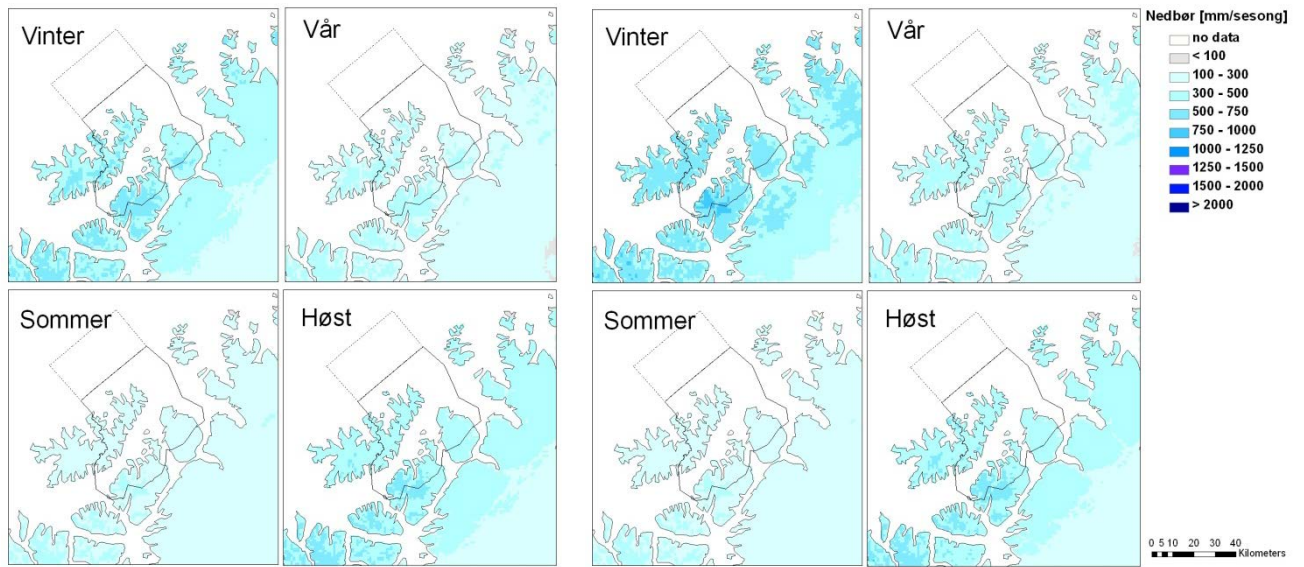 Vinter
Vår
Vinter
Vår
Nedbør [mm/sesong]
no data
< 100
100 - 300
300 - 500
500 - 750
750 - 1000
1000 - 1250
1250 - 1500
1500 - 2000
> 2000
Sommer
Høst
Sommer
Høst
0 5 10 20 30 40
Kilometers